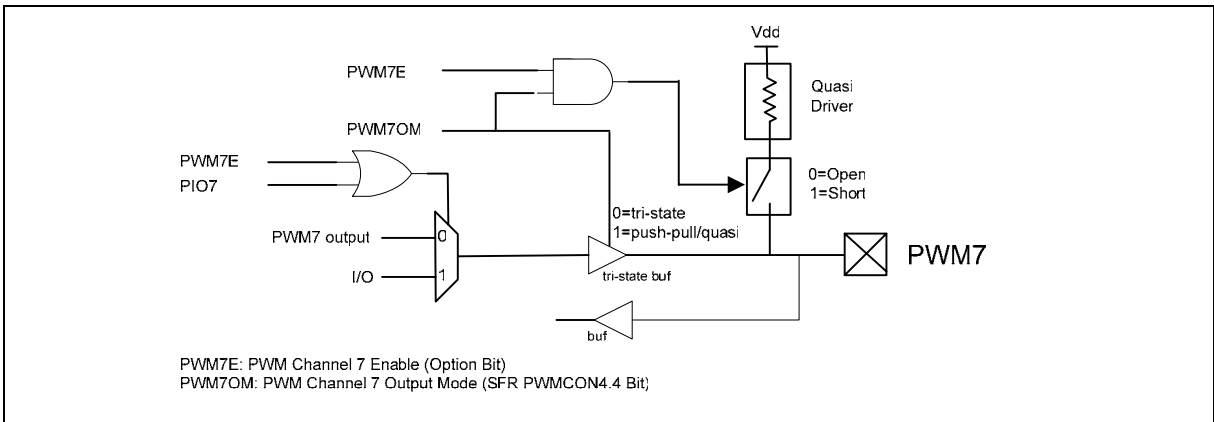 Vdd
PWM7E
Quasi
Driver
PWM7OM
PWM7E
PIO7
0=Open
1=Short
0=tri-state
1=push-pull/quasi
PWM7 output
0
I/O
1
tri-state buf
PWM7
buf
PWM7E: PWM Channel 7 Enable (Option Bit)
PWM7OM: PWM Channel 7 Output Mode (SFR PWMCON4.4 Bit)